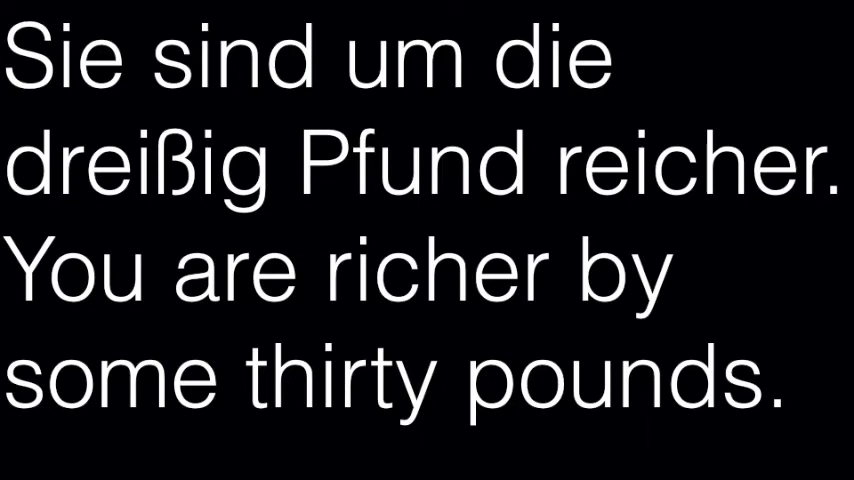 Sie sind um die
dreißig Pfund reicher.
You are richer by
some thirty pounds.